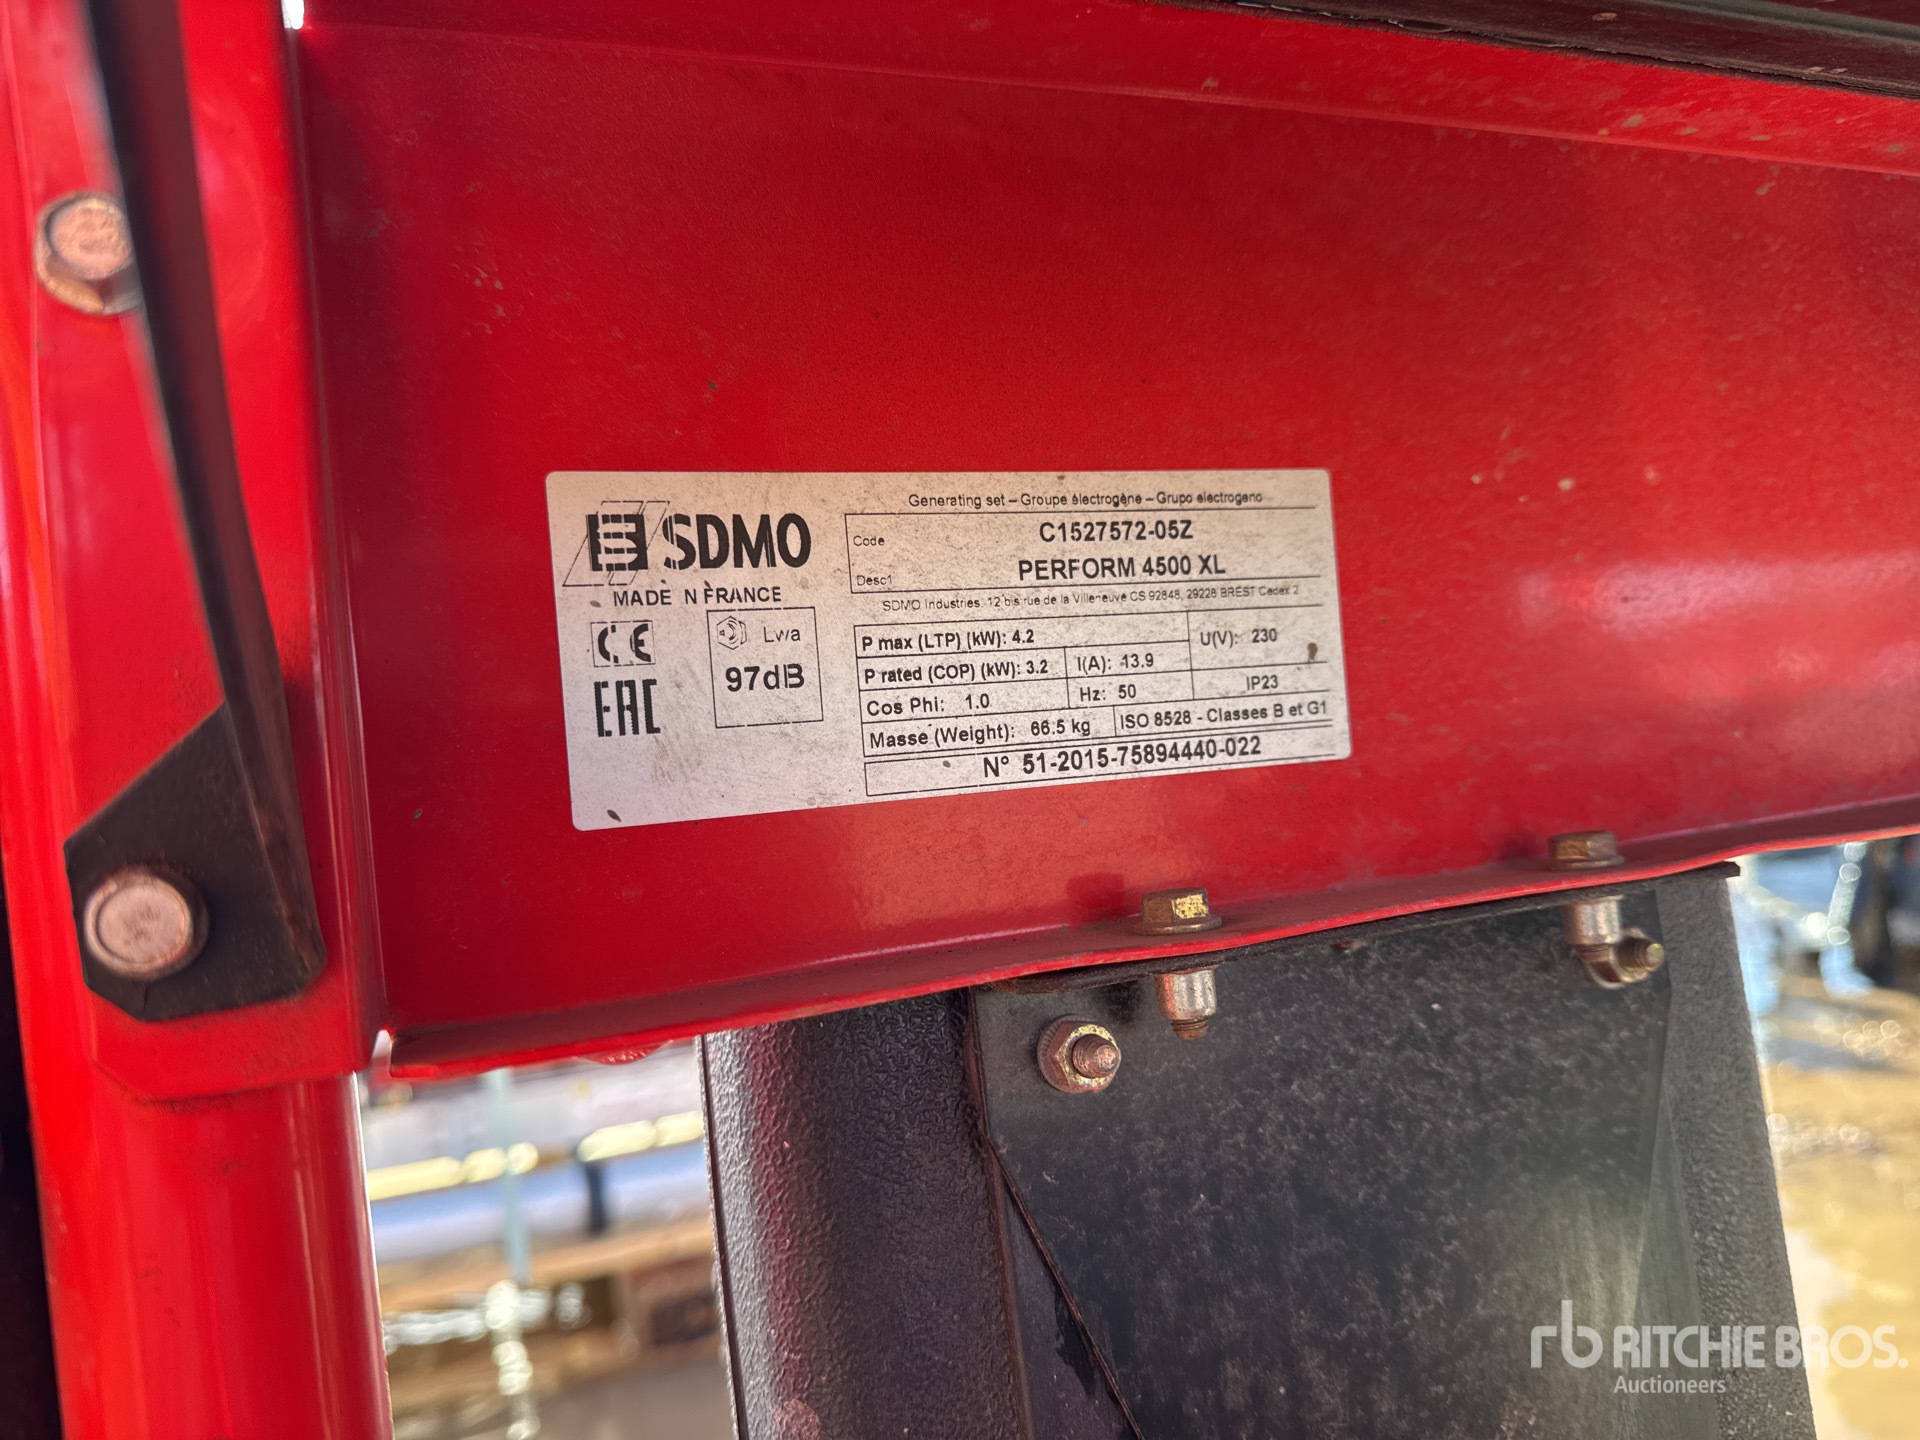 SDMO
MADE IN FRANCE
CE
EAC
Lwa
97dB
Generating set – Groupe électrogène – Grupo electrogeno
Code C1527572-05Z
Desc1 PERFORM 4500 XL
SDMO Industries 12 bis rue de la Villeneuve CS 92848, 29228 BREST Cedex 2
P max (LTP) (kW): 4.2
U(V): 230
P rated (COP) (kW): 3.2 I(A): 13.9
Cos Phi: 1.0 Hz: 50 IP23
Masse (Weight): 66.5 kg ISO 8528 - Classes B et G1
N° 51-2015-75894440-022
rb RITCHIE BROS.
Auctioneers